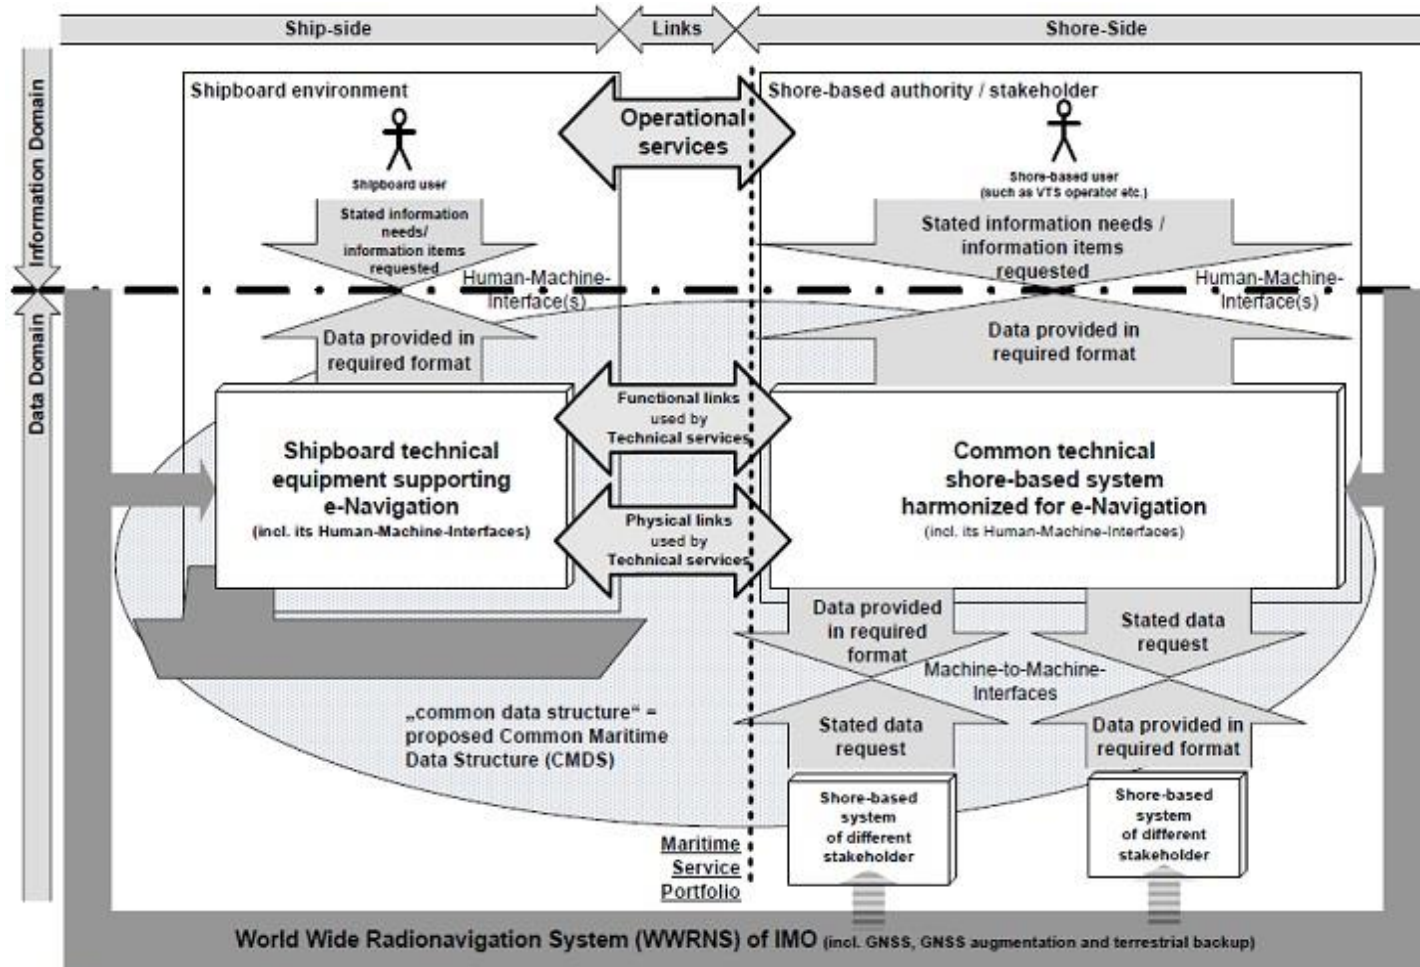 Ship-side
Links
Shore-Side
Information Domain
Data Domain
Shipboard environment
Shipboard user
Stated information
needs/
information items
requested
Human-Machine-
Interface(s)
Data provided in
required format
Operational
services
Shore-based authority / stakeholder
Shore-based user
(such as VTS operator etc.)
Stated information needs /
information items
requested
Human-Machine-
Interface(s)
Data provided in
required format
Shipboard technical
equipment supporting
e-Navigation
(incl. its Human-Machine-Interfaces)
Functional links
used by
Technical services
Physical links
used by
Technical services
Common technical
shore-based system
harmonized for e-Navigation
(incl. its Human-Machine-Interfaces)
Data provided
in required
format
Stated data
request
Machine-to-Machine-
Interfaces
Stated data
request
Data provided in
required format
„common data structure“ =
proposed Common Maritime
Data Structure (CMDS)
Shore-based
system
of different
stakeholder
Shore-based
system
of different
stakeholder
Maritime
Service
Portfolio
World Wide Radionavigation System (WWRNS) of IMO (incl. GNSS, GNSS augmentation and terrestrial backup)